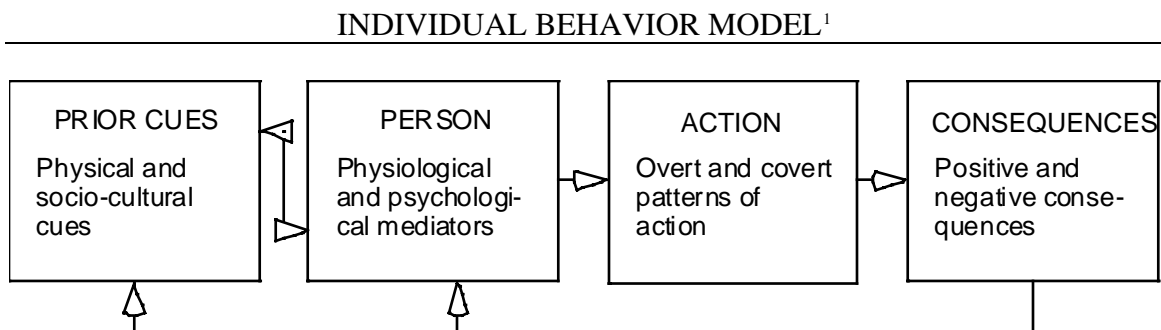 INDIVIDUAL BEHAVIOR MODEL¹
PRIOR CUES
Physical and
socio-cultural
cues
PERSON
Physiological
and psychologi-
cal mediators
ACTION
Overt and covert
patterns of
action
CONSEQUENCES
Positive and
negative conse-
quences